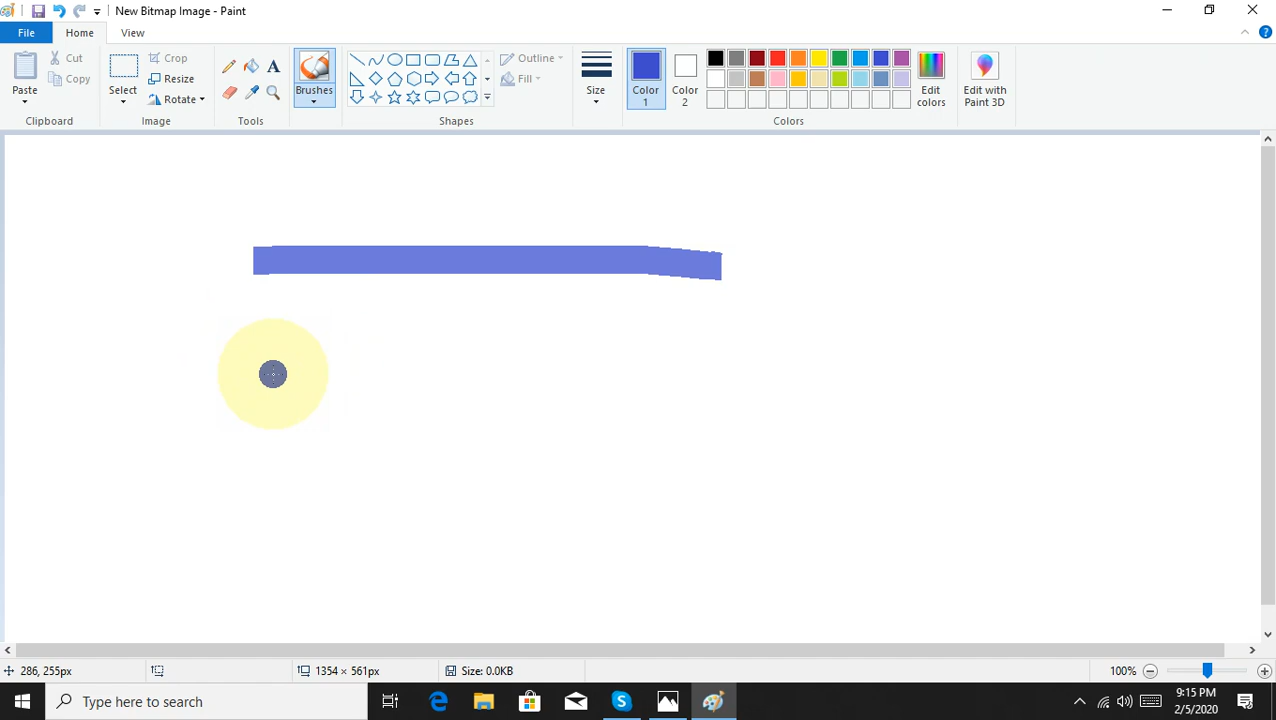 New Bitmap Image - Paint
File Home View
Paste
Cut
Copy
Clipboard
Select
Crop
Resize
Rotate
Image
Tools
A
Brushes
Shapes
Outline
Fill
Size
Color 1
Color 2
Edit colors
Colors
Edit with Paint 3D
286, 255px
1354 × 561px
Size: 0.0KB
100%
Type here to search
9:15 PM
2/5/2020